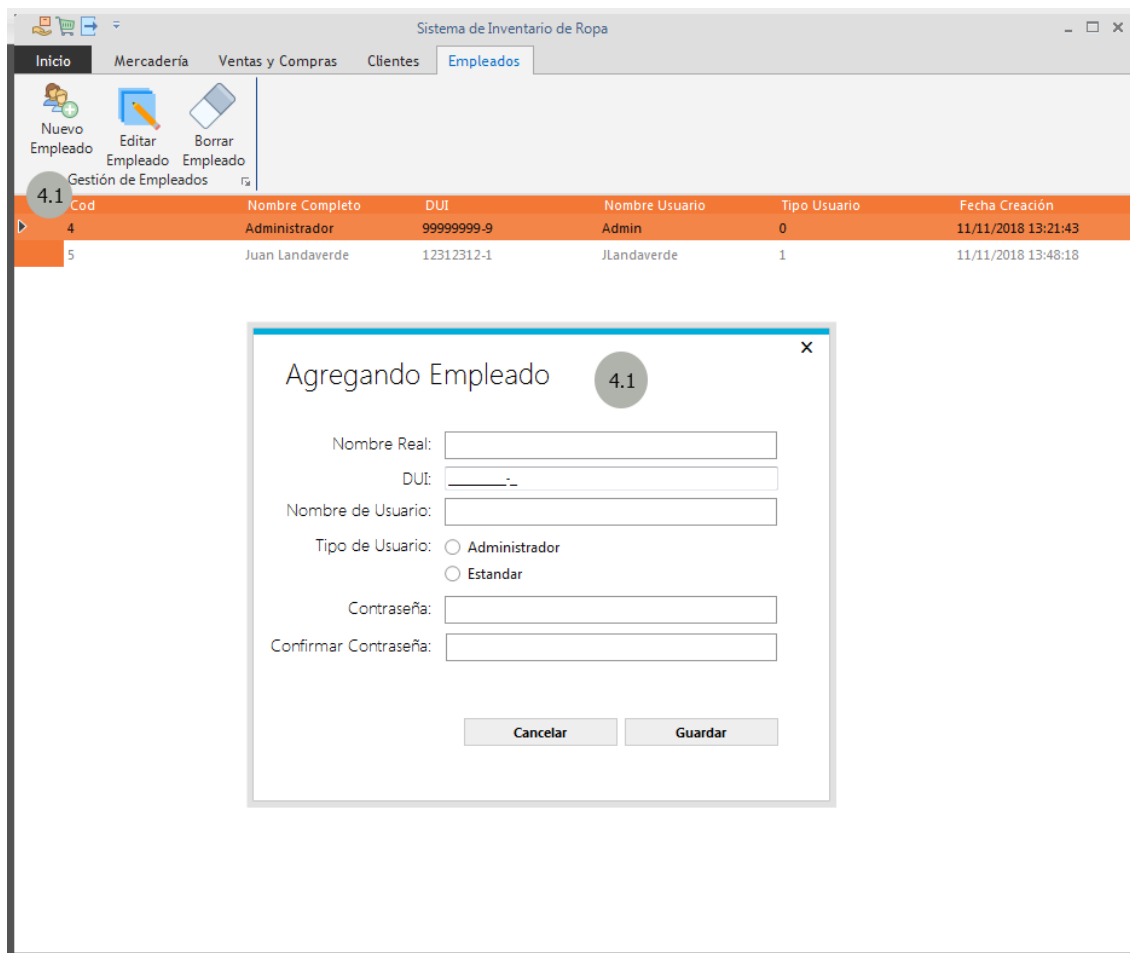 Sistema de Inventario de Ropa
Inicio Mercadería Ventas y Compras Clientes Empleados
Nuevo Empleado Editar Empleado Borrar Empleado
Gestión de Empleados
4.1
Cod Nombre Completo DUI Nombre Usuario Tipo Usuario Fecha Creación
4 Administrador 99999999-9 Admin 0 11/11/2018 13:21:43
5 Juan Landaverde 12312312-1 JLandaverde 1 11/11/2018 13:48:18
Agregando Empleado 4.1
Nombre Real:
DUI: ________-_
Nombre de Usuario:
Tipo de Usuario: Administrador
Estandar
Contraseña:
Confirmar Contraseña:
Cancelar Guardar